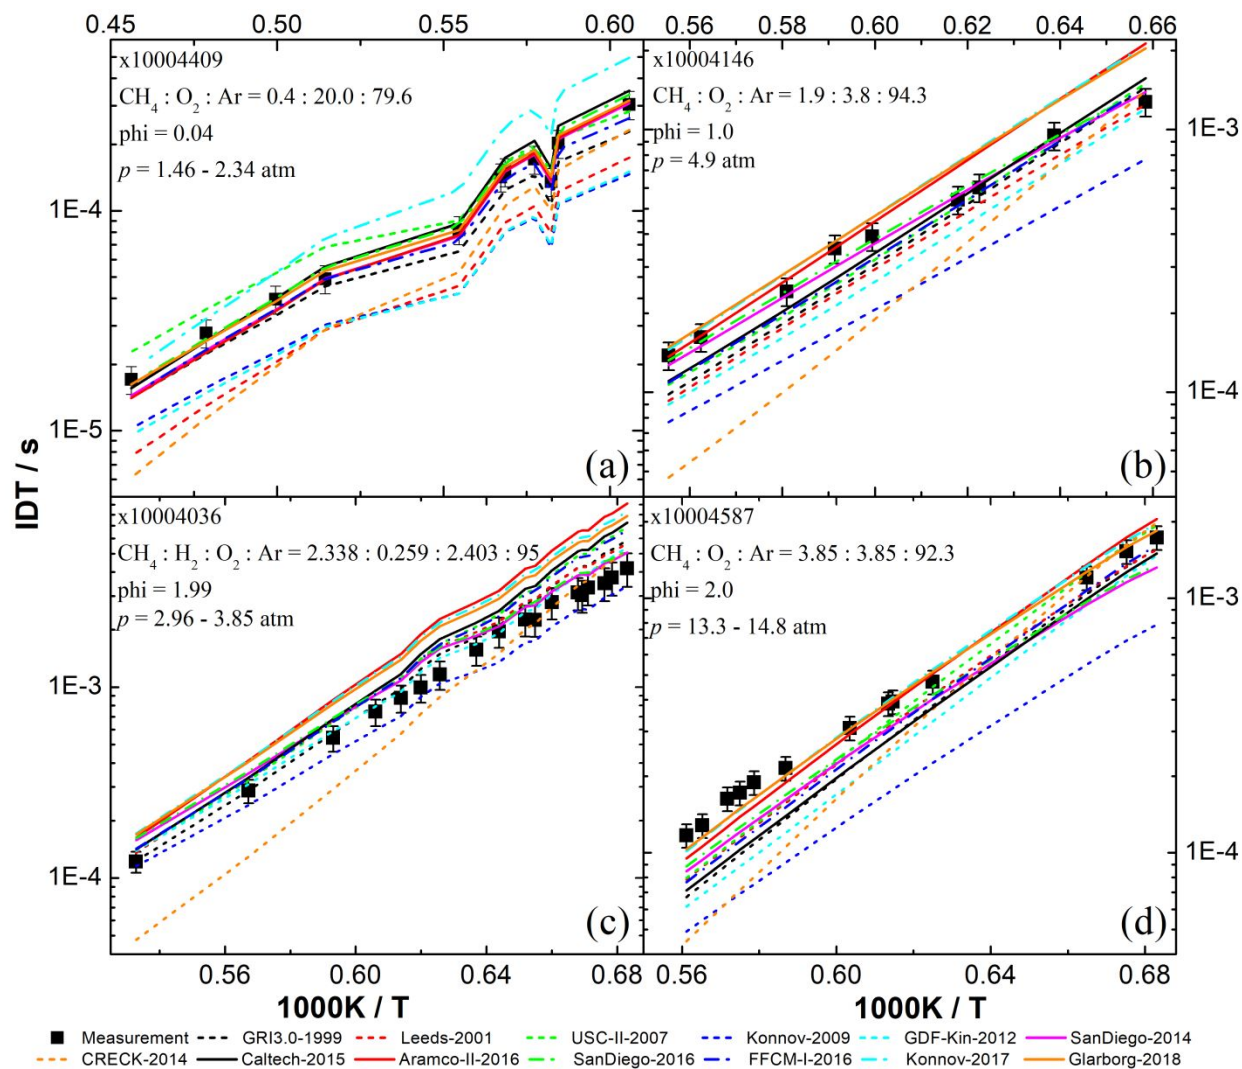 0.45 0.50 0.55 0.60 0.56 0.58 0.60 0.62 0.64 0.66
x10004409
CH₄ : O₂ : Ar = 0.4 : 20.0 : 79.6
phi = 0.04
p = 1.46 - 2.34 atm
1E-4
1E-5
(a)
x10004146
CH₄ : O₂ : Ar = 1.9 : 3.8 : 94.3
phi = 1.0
p = 4.9 atm
1E-3
1E-4
(b)
IDT / s
x10004036
CH₄ : H₂ : O₂ : Ar = 2.338 : 0.259 : 2.403 : 95
phi = 1.99
p = 2.96 - 3.85 atm
1E-3
1E-4
(c)
x10004587
CH₄ : O₂ : Ar = 3.85 : 3.85 : 92.3
phi = 2.0
p = 13.3 - 14.8 atm
1E-3
1E-4
(d)
0.56 0.60 0.64 0.68 0.56 0.60 0.64 0.68
1000K / T 1000K / T
Measurement GRI3.0-1999 Leeds-2001 USC-II-2007 Konnov-2009 GDF-Kin-2012 SanDiego-2014
CRECK-2014 Caltech-2015 Aramco-II-2016 SanDiego-2016 FFCM-I-2016 Konnov-2017 Glarborg-2018